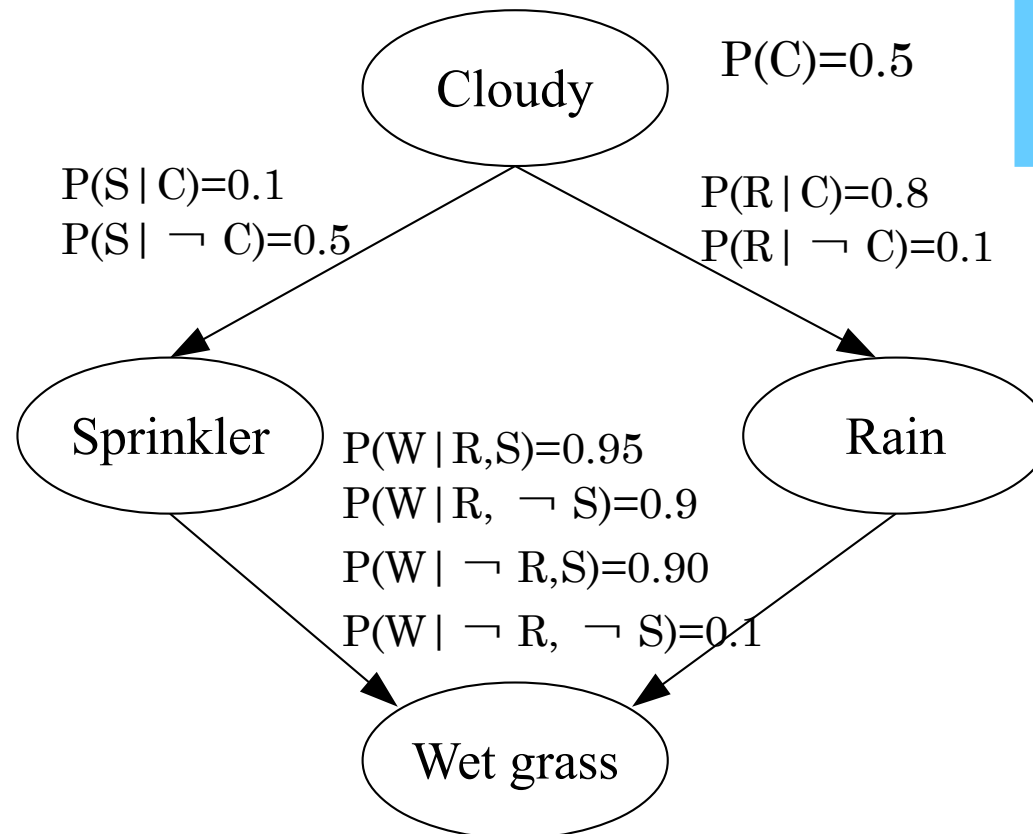 Cloudy
P(C)=0.5
P(S|C)=0.1
P(S| ¬ C)=0.5
P(R|C)=0.8
P(R| ¬ C)=0.1
Sprinkler
Rain
P(W|R,S)=0.95
P(W|R, ¬ S)=0.9
P(W| ¬ R,S)=0.90
P(W| ¬ R, ¬ S)=0.1
Wet grass